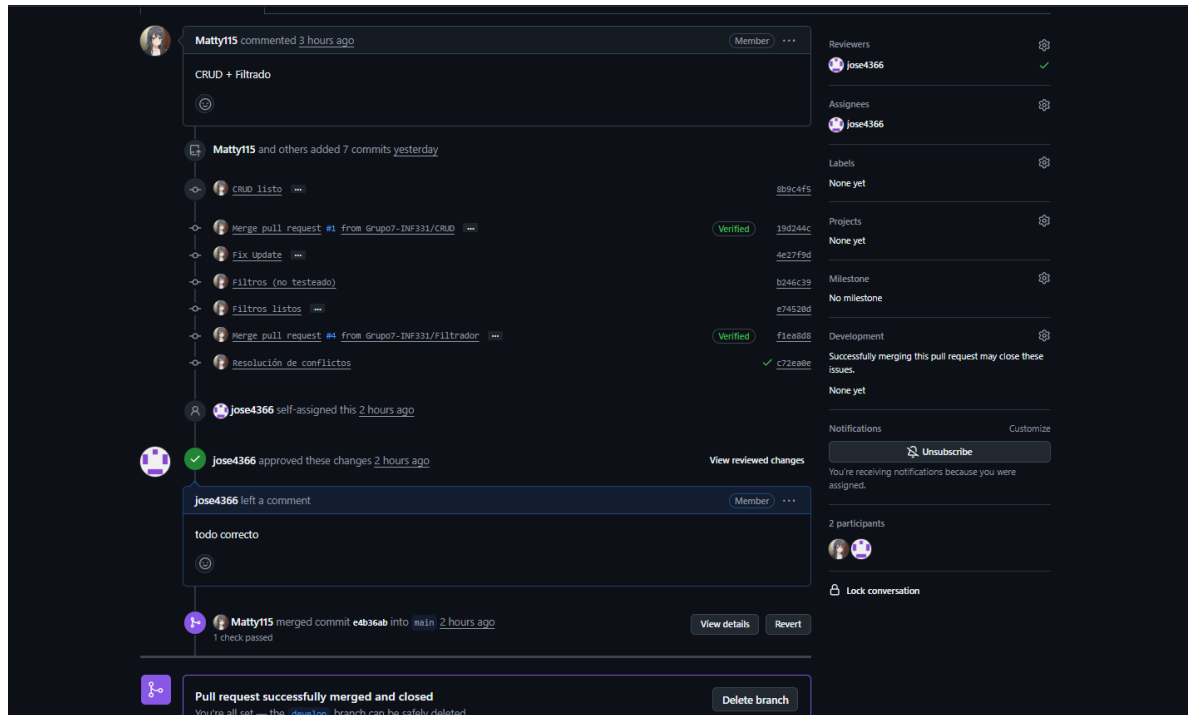 Matty115 commented 3 hours ago
Member
CRUD + Filtrado
Matty115 and others added 7 commits yesterday
CRUD listo
8b9c4f5
Merge pull request #1 from Grupo7-INF331/CRUD
Verified
19d244c
Fix Update
4e27f9d
Filtros (no testeado)
b246c39
Filtros listos
e74520d
Merge pull request #4 from Grupo7-INF331/Filtrador
Verified
f1ea8d8
Resolución de conflictos
c72ea0e
jose4366 self-assigned this 2 hours ago
jose4366 approved these changes 2 hours ago
View reviewed changes
jose4366 left a comment
Member
todo correcto
Matty115 merged commit e4b36ab into main 2 hours ago
1 check passed
View details
Revert
Pull request successfully merged and closed
You're all set — the develop branch can be safely deleted.
Delete branch
Reviewers
jose4366
Assignees
jose4366
Labels
None yet
Projects
None yet
Milestone
No milestone
Development
Successfully merging this pull request may close these
issues.
None yet
Notifications
Customize
Unsubscribe
You're receiving notifications because you were
assigned.
2 participants
Lock conversation